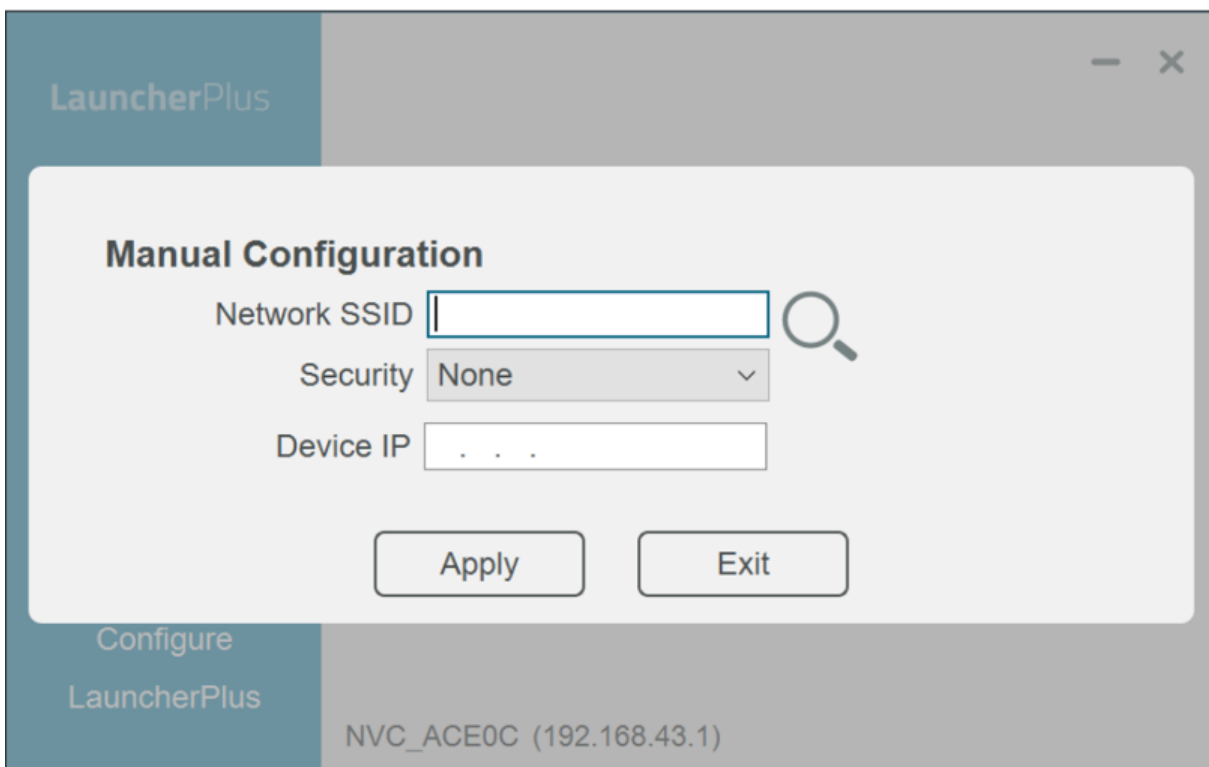 LauncherPlus
Manual Configuration
Network SSID
Security None
Device IP . . .
Apply Exit
Configure
LauncherPlus
NVC_ACE0C (192.168.43.1)